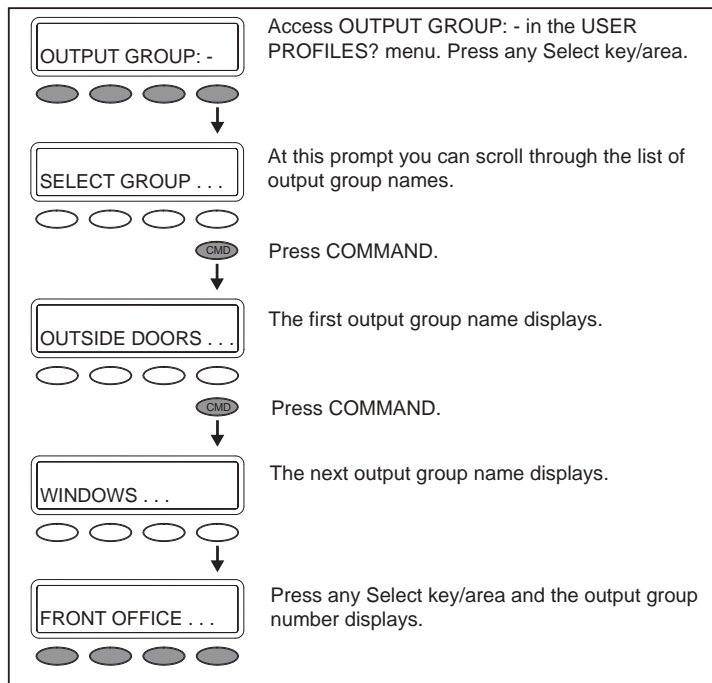 OUTPUT GROUP: -
Access OUTPUT GROUP: - in the USER
PROFILES? menu. Press any Select key/area.
SELECT GROUP . . .
At this prompt you can scroll through the list of
output group names.
CMD
Press COMMAND.
OUTSIDE DOORS . . .
The first output group name displays.
CMD
Press COMMAND.
WINDOWS . . .
The next output group name displays.
FRONT OFFICE . . .
Press any Select key/area and the output group
number displays.